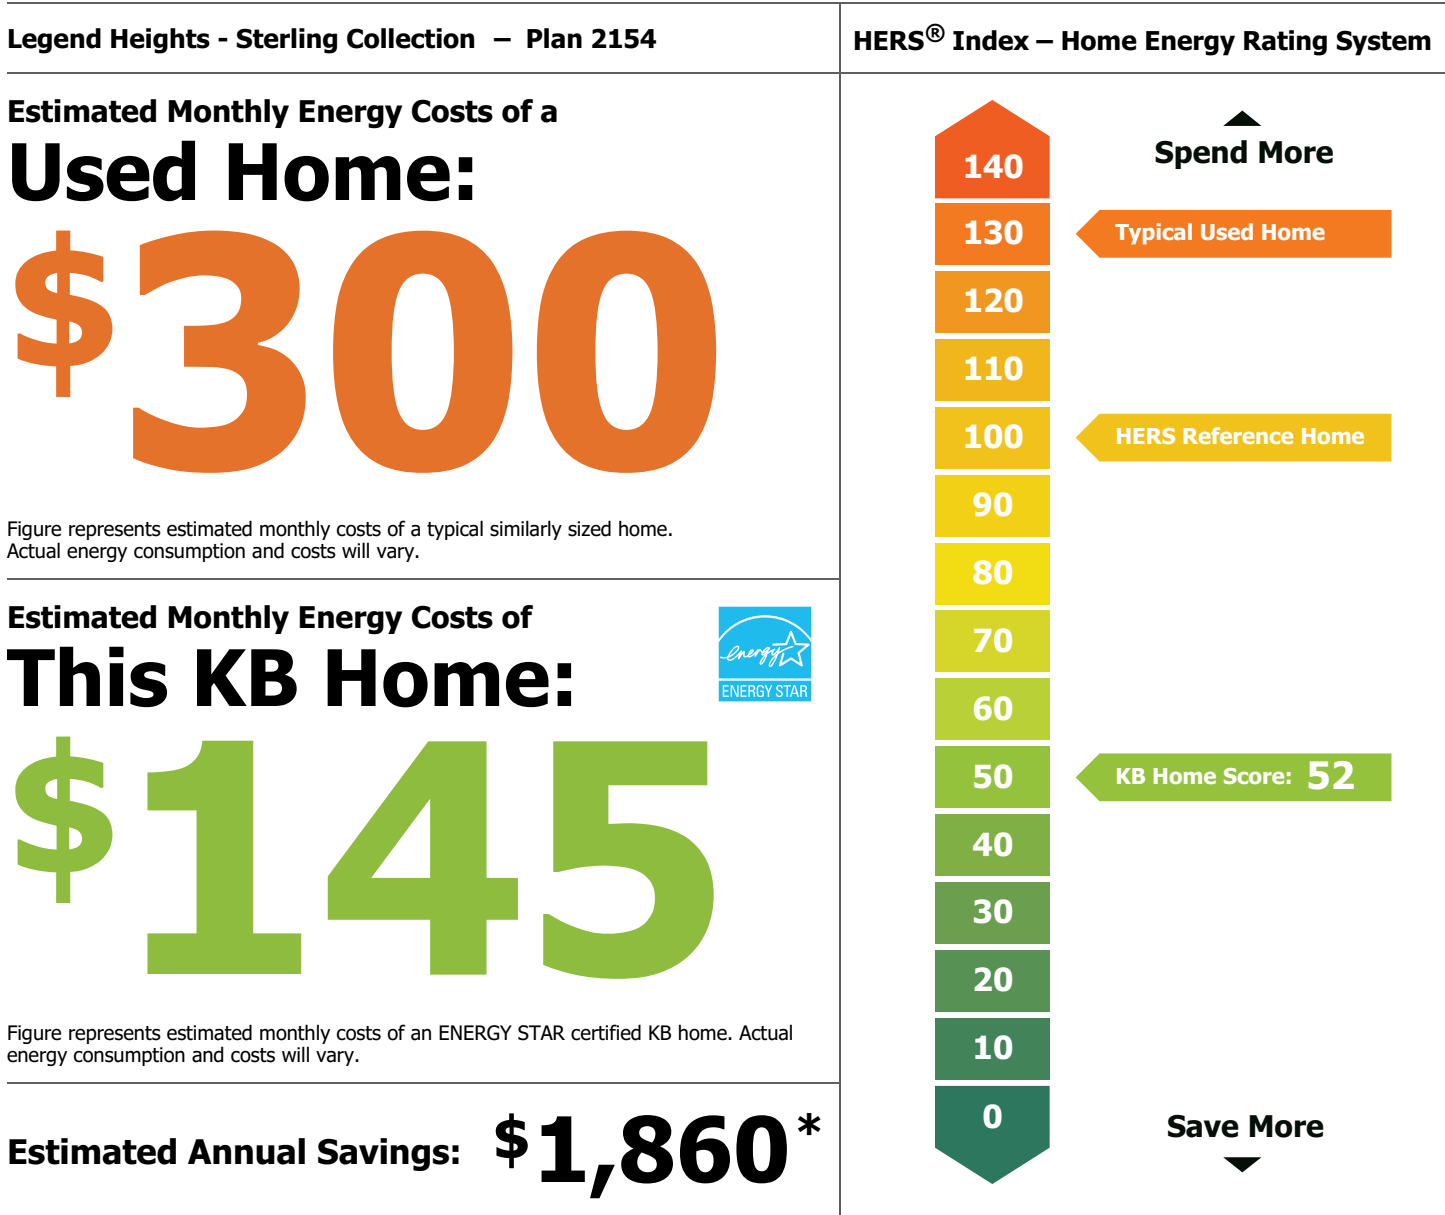 Legend Heights - Sterling Collection – Plan 2154
Estimated Monthly Energy Costs of a
Used Home:
$300
Figure represents estimated monthly costs of a typical similarly sized home.
Actual energy consumption and costs will vary.
Estimated Monthly Energy Costs of
This KB Home:
energy
ENERGY STAR
$145
Figure represents estimated monthly costs of an ENERGY STAR certified KB home. Actual
energy consumption and costs will vary.
Estimated Annual Savings: $1,860*
HERS® Index – Home Energy Rating System
Spend More
140
130 Typical Used Home
120
110
100 HERS Reference Home
90
80
70
60
50 KB Home Score: 52
40
30
20
10
0
Save More